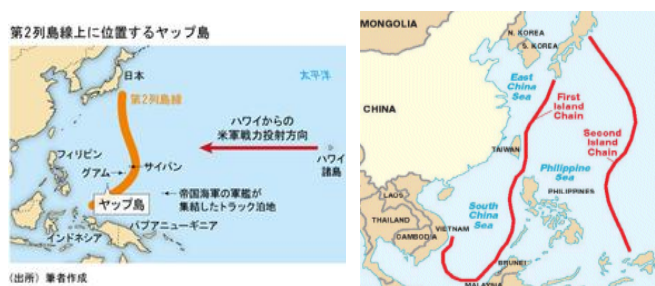 第2列島線上に位置するヤップ島
日本
太平洋
第2列島線
ハワイからの
米軍戦力投射方向
フィリピン
サイパン
グアム
ハワイ
諸島
ヤップ島
帝国海軍の軍艦が
集結したトラック泊地
パプアニューギニア
インドネシア
(出所) 筆者作成
MONGOLIA
N. KOREA
S. KOREA
East
China
Sea
First
Island
Chain
CHINA
TAIWAN
Second
Island
Chain
Philippine
Sea
PHILIPPINES
LAOS
South
China
Sea
THAILAND
VIETNAM
CAMBODIA
BRUNEI
MALAYSIA